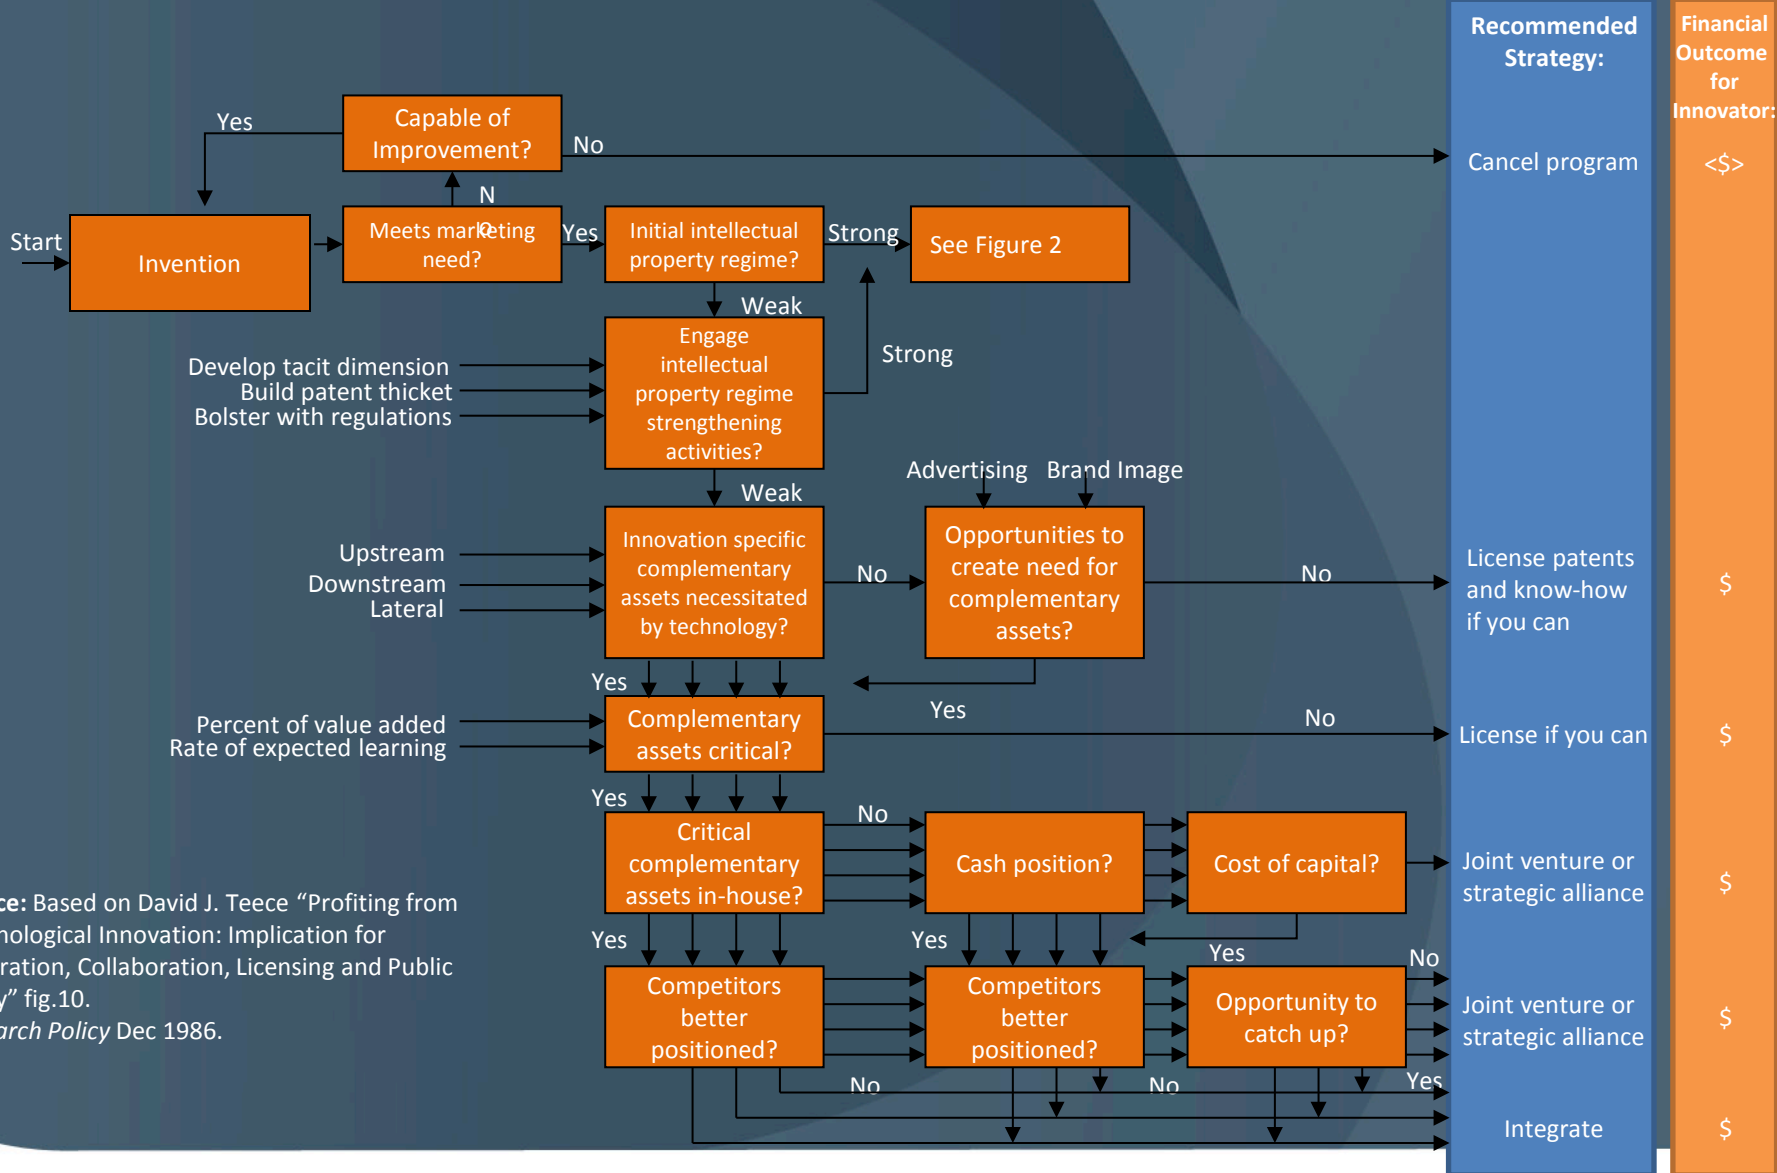 Recommended
Strategy:
Financial
Outcome
for
Innovator:
Yes
Capable of
Improvement?
No
Cancel program
<$>
N
o
Start
Invention
Meets marketing
need?
Yes
Initial intellectual
property regime?
Strong
See Figure 2
Weak
Engage
intellectual
property regime
strengthening
activities?
Strong
Develop tacit dimension
Build patent thicket
Bolster with regulations
Weak
Advertising
Brand Image
Upstream
Downstream
Lateral
Innovation specific
complementary
assets necessitated
by technology?
No
Opportunities to
create need for
complementary
assets?
No
License patents
and know-how
if you can
$
Yes
Yes
Percent of value added
Rate of expected learning
Complementary
assets critical?
No
License if you can
$
Yes
Critical
complementary
assets in-house?
No
Cash position?
Cost of capital?
Joint venture or
strategic alliance
$
ce: Based on David J. Teece “Profiting from
nological Innovation: Implication for
ration, Collaboration, Licensing and Public
y” fig.10.
arch Policy Dec 1986.
Yes
Yes
Yes
No
Competitors
better
positioned?
Competitors
better
positioned?
Opportunity to
catch up?
Joint venture or
strategic alliance
$
No
No
Yes
Integrate
$